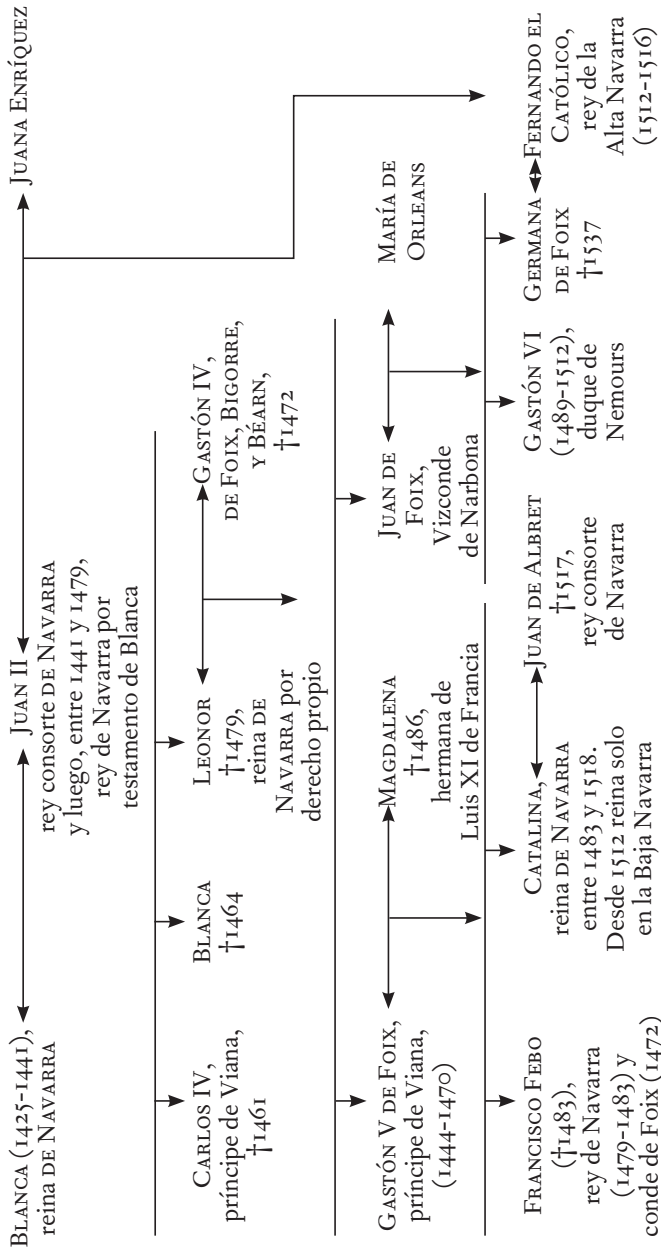 BLANCA (1425-1441),
reina DE NAVARRA
JUAN II
rey consorte DE NAVARRA
y luego, entre 1441 y 1479,
rey de Navarra por
testamento de Blanca
JUANA ENRÍQUEZ
CARLOS IV,
príncipe de Viana,
†1461
BLANCA
†1464
LEONOR
†1479,
reina DE
NAVARRA por
derecho propio
GASTÓN IV,
DE FOIX, BIGORRE,
Y BÉARN,
†1472
GASTÓN V DE FOIX,
príncipe de Viana,
(1444-1470)
MAGDALENA
†1486,
hermana de
Luis XI de Francia
JUAN DE
FOIX,
Vizconde
de Narbona
MARÍA DE
ORLEANS
FRANCISCO FEBO
(†1483),
rey de Navarra
(1479-1483) y
conde de Foix (1472)
CATALINA,
reina DE NAVARRA
entre 1483 y 1518.
Desde 1512 reina solo
en la Baja Navarra
JUAN DE ALBRET
†1517,
rey consorte
de Navarra
GASTÓN VI
(1489-1512),
duque de
Nemours
GERMANA
DE FOIX
†1537
FERNANDO EL
CATÓLICO,
rey de la
Alta Navarra
(1512-1516)